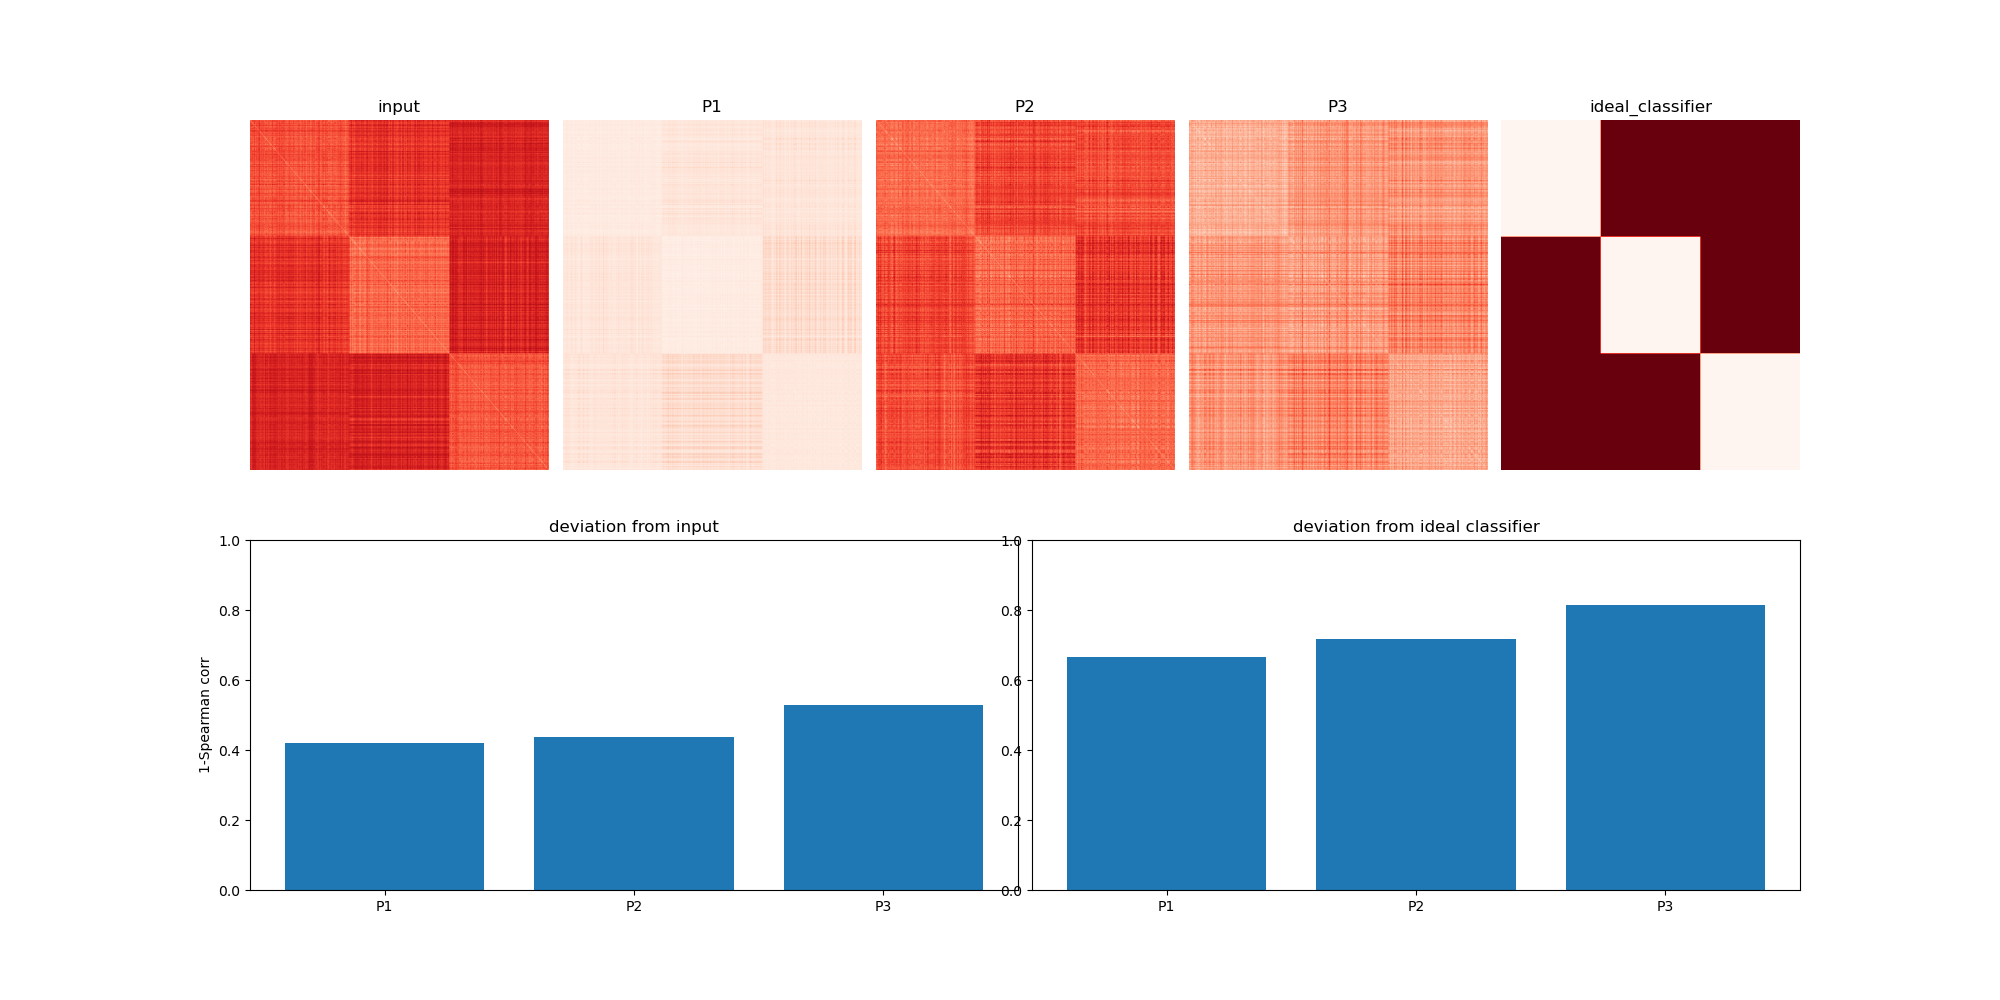 input
P1
P2
P3
ideal_classifier
deviation from input
1-Spearman corr
1.0
0.8
0.6
0.4
0.2
0.0
P1
P2
P3
deviation from ideal classifier
1.0
0.8
0.6
0.4
0.2
0.0
P1
P2
P3